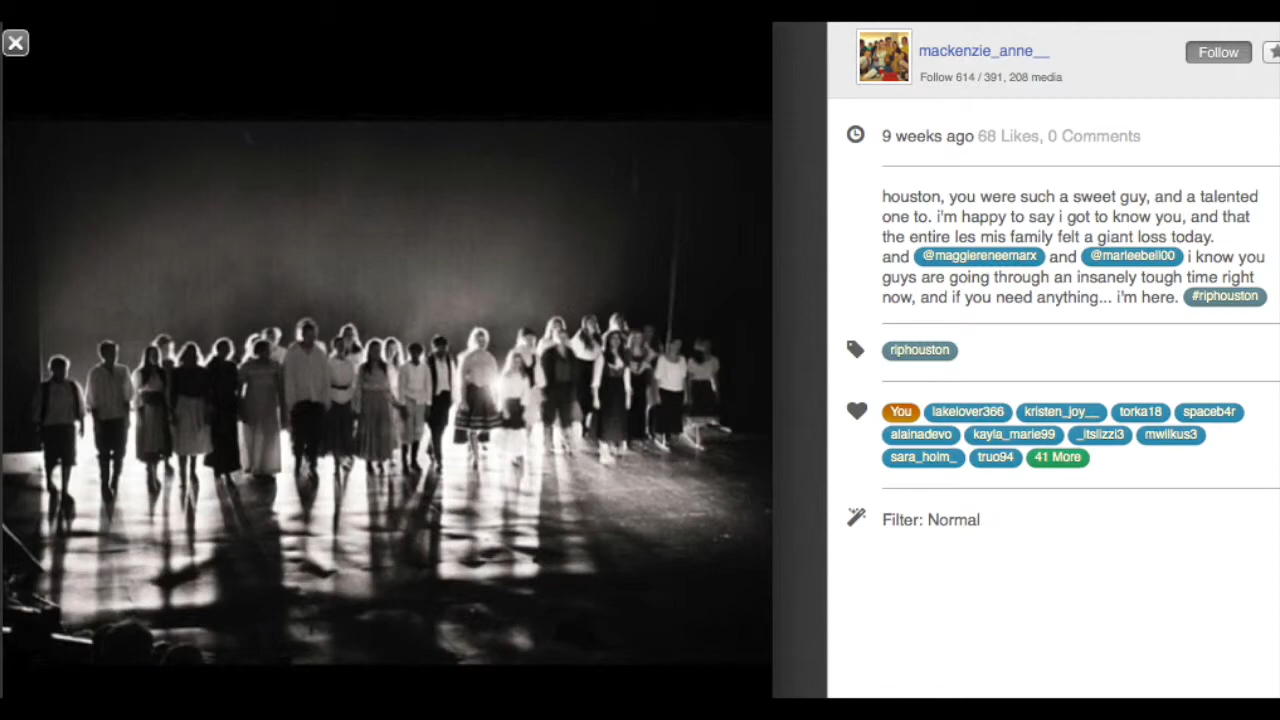 mackenzie_anne__
Follow
Follow 614 / 391, 208 media
9 weeks ago 68 Likes, 0 Comments
houston, you were such a sweet guy, and a talented
one to. i'm happy to say i got to know you, and that
the entire les mis family felt a giant loss today.
and @maggiereneemarx and @marleebell00 i know you
guys are going through an insanely tough time right
now, and if you need anything... i'm here. #riphouston
riphouston
You lakelover366 kristen_joy__ torka18 spaceb4r
alainadevo kayla_marie99 _itslizzi3 mwilkus3
sara_holm_ truo94 41 More
Filter: Normal